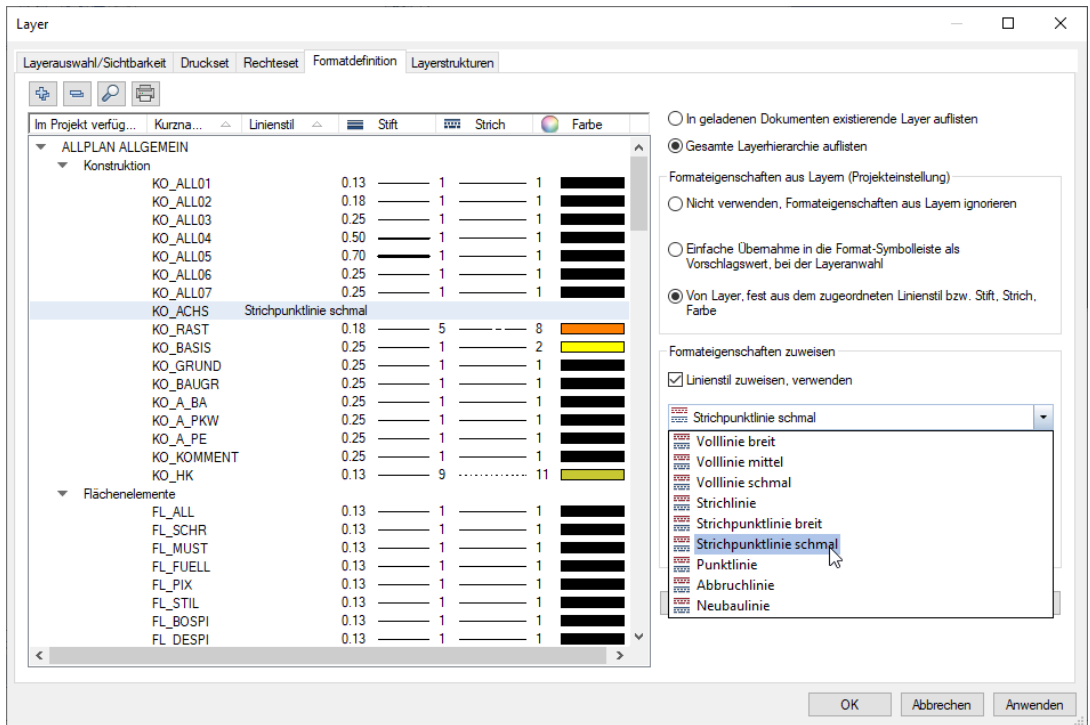 Layer
Layerauswahl/Sichtbarkeit Druckset Rechteset Formatdefinition Layerstrukturen
Im Projekt verfüg... Kurzna... Linienstil Stift Strich Farbe
ALLPLAN ALLGEMEIN
Konstruktion
KO_ALL01 0.13 1 1
KO_ALL02 0.18 1 1
KO_ALL03 0.25 1 1
KO_ALL04 0.50 1 1
KO_ALL05 0.70 1 1
KO_ALL06 0.25 1 1
KO_ALL07 0.25 1 1
KO_ACHS Strichpunktlinie schmal
KO_RAST 0.18 5 8
KO_BASIS 0.25 1 2
KO_GRUND 0.25 1 1
KO_BAUGR 0.25 1 1
KO_A_BA 0.25 1 1
KO_A_PKW 0.25 1 1
KO_A_PE 0.25 1 1
KO_KOMMENT 0.25 1 1
KO_HK 0.13 9 11
Flächenelemente
FL_ALL 0.13 1 1
FL_SCHR 0.13 1 1
FL_MUST 0.13 1 1
FL_FUELL 0.13 1 1
FL_PIX 0.13 1 1
FL_STIL 0.13 1 1
FL_BOSPI 0.13 1 1
FL_DESPI 0.13 1 1
In geladenen Dokumenten existierende Layer auflisten
Gesamte Layerhierarchie auflisten
Formateigenschaften aus Layern (Projekteinstellung)
Nicht verwenden, Formateigenschaften aus Layern ignorieren
Einfache Übernahme in die Format-Symbolleiste als
Vorschlagswert, bei der Layeranwahl
Von Layer, fest aus dem zugeordneten Linienstil bzw. Stift, Strich,
Farbe
Formateigenschaften zuweisen
Linienstil zuweisen, verwenden
Strichpunktlinie schmal
Volllinie breit
Volllinie mittel
Volllinie schmal
Strichlinie
Strichpunktlinie breit
Strichpunktlinie schmal
Punktlinie
Abbruchlinie
Neubaulinie
OK Abbrechen Anwenden